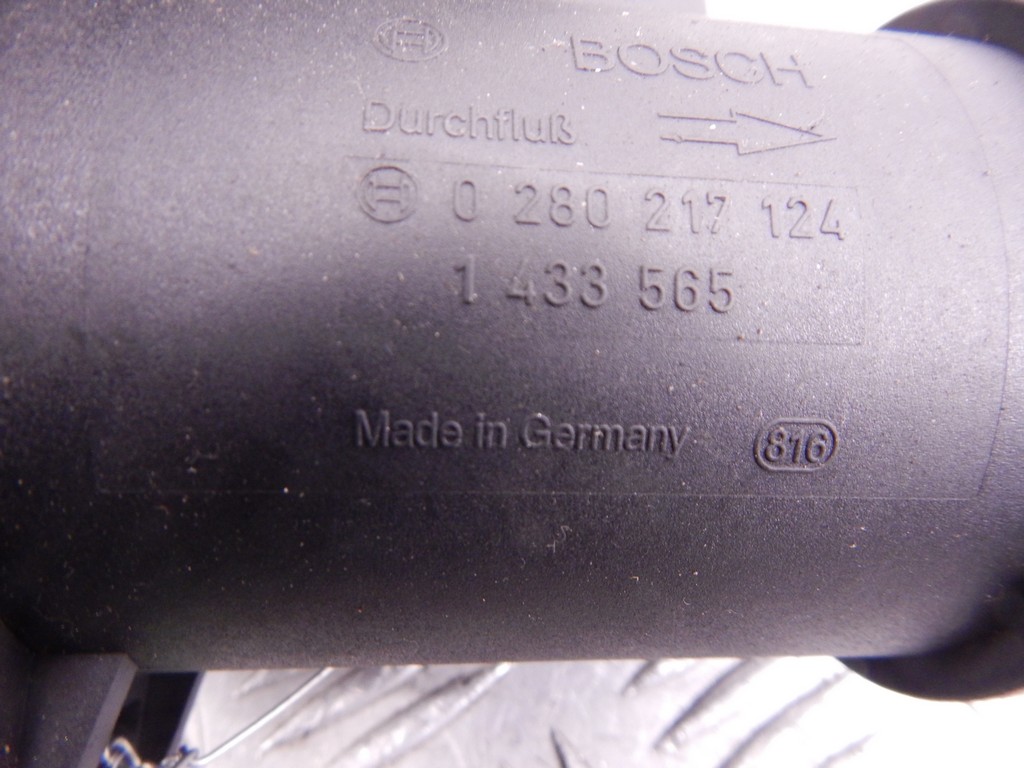 BOSCH
Durchfluß
0 280 217 124
1 433 565
Made in Germany 816